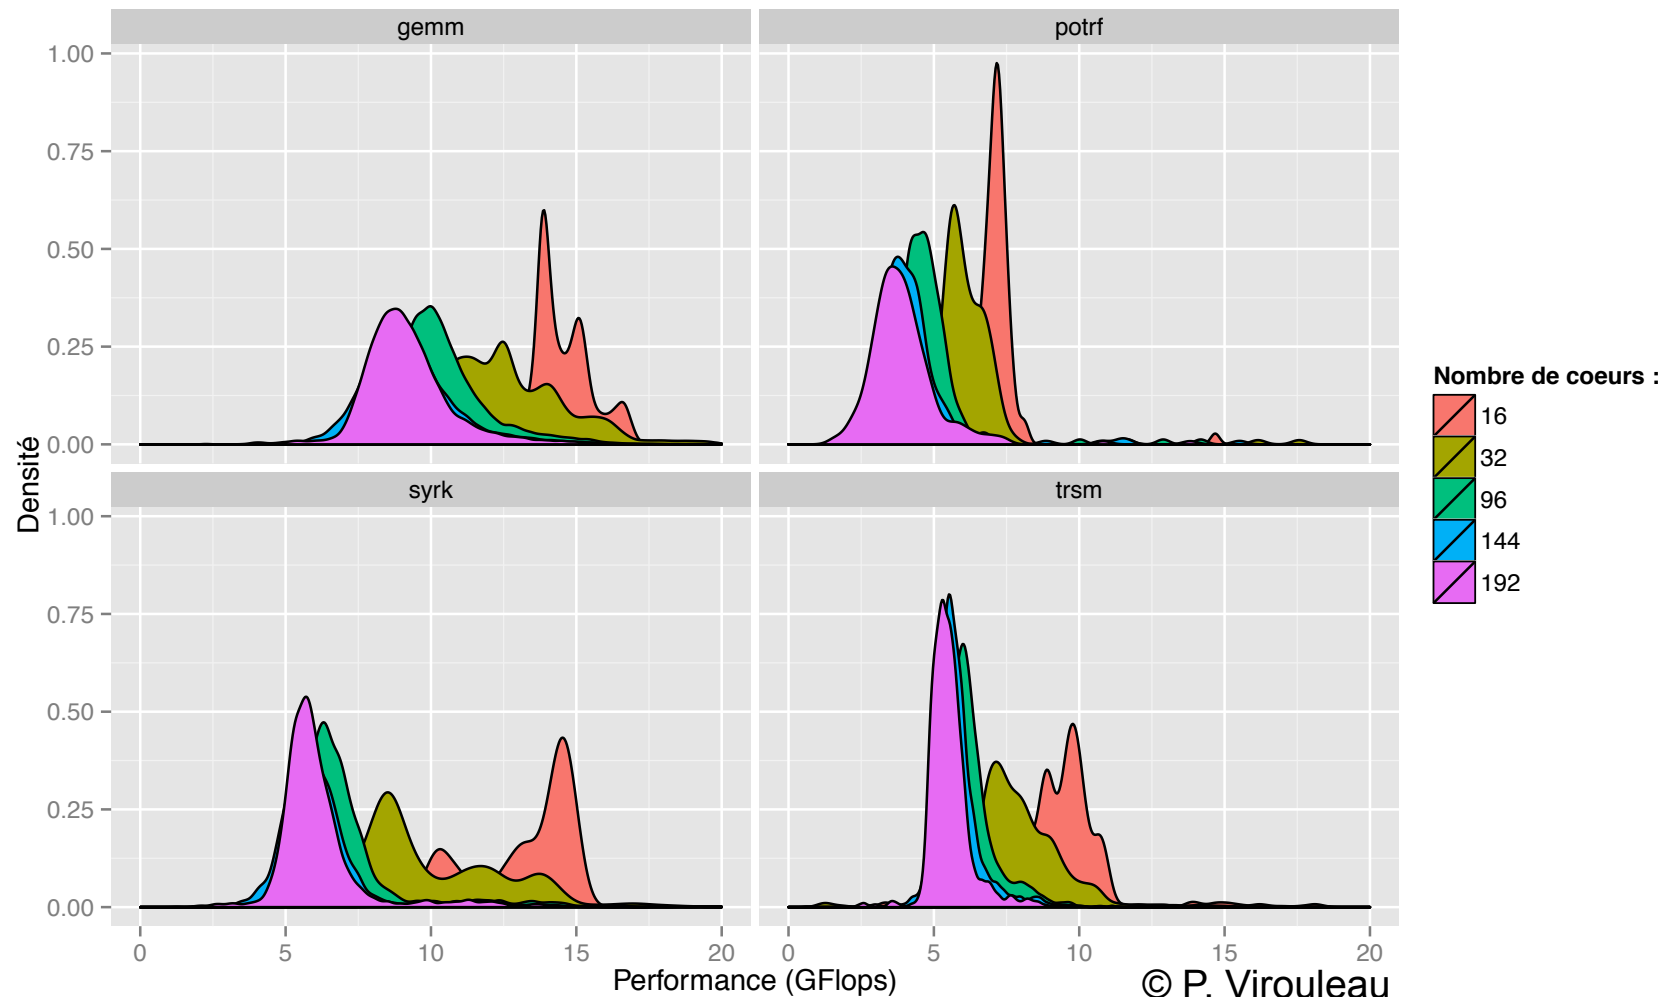 gemm
potrf
1.00
0.75
0.50
0.25
0.00
syrk
trsm
1.00
0.75
0.50
0.25
0.00
0 5 10 15 20
0 5 10 15 20
Densité
Performance (GFlops)
Nombre de coeurs :
16
32
96
144
192
© P. Virouleau